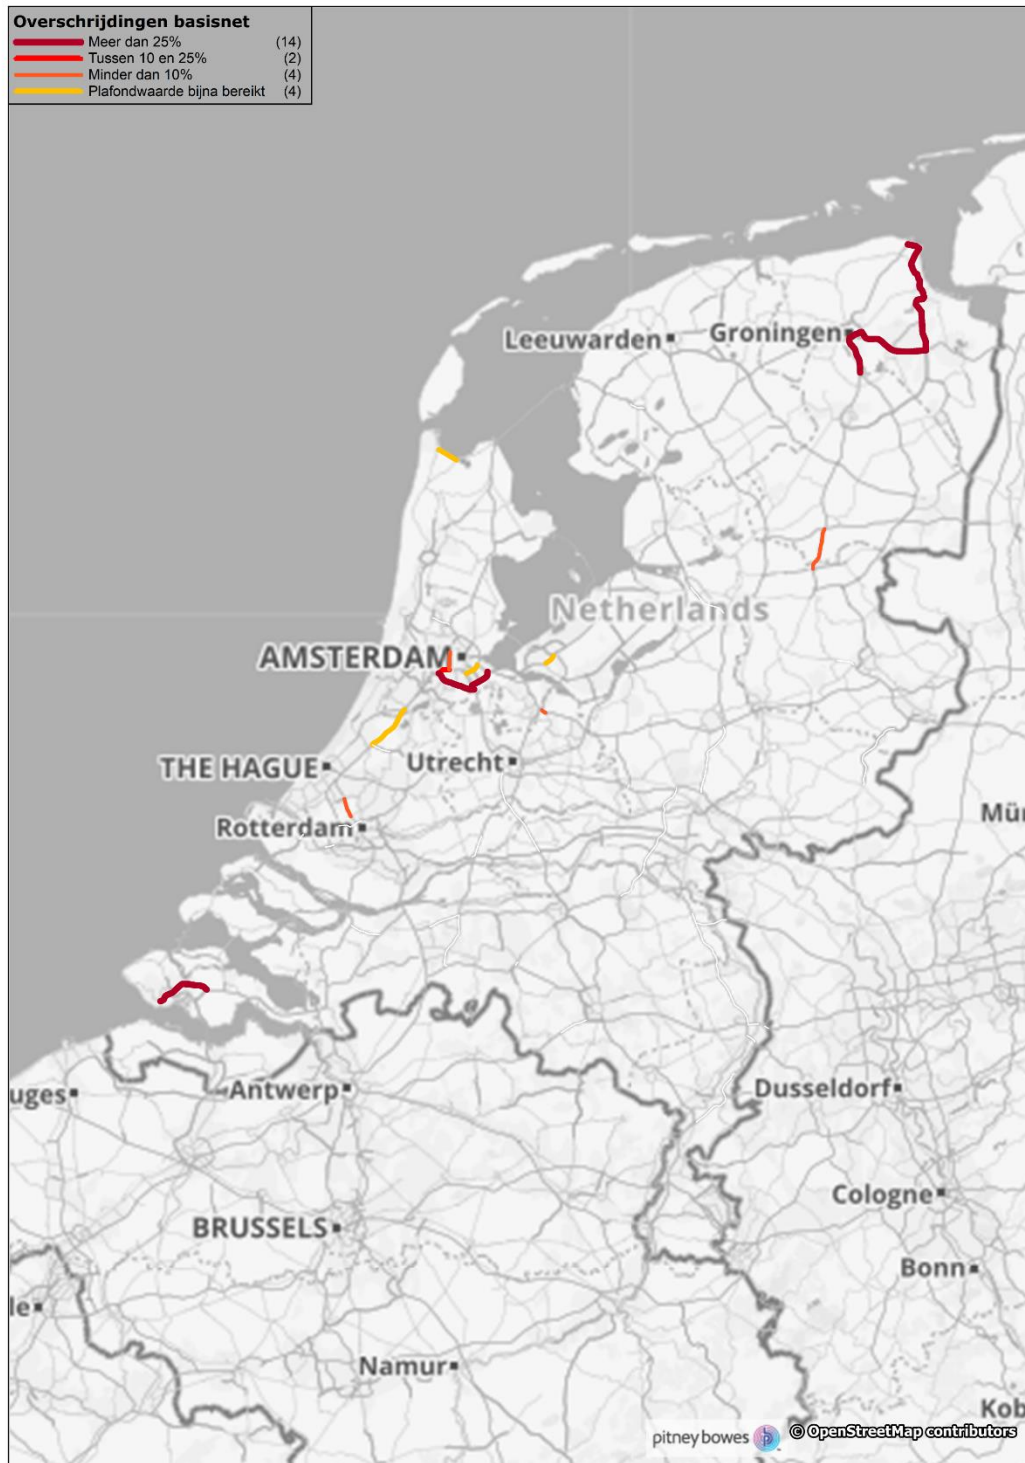 Overschrijdingen basisnet
Meer dan 25% (14)
Tussen 10 en 25% (2)
Minder dan 10% (4)
Plafondwaarde bijna bereikt (4)
Leeuwarden
Groningen
Netherlands
AMSTERDAM
THE HAGUE
Utrecht
Rotterdam
Mün
uges
Antwerp
Dusseldorf
Cologne
BRUSSELS
Bonn
le
Namur
Kob
pitney bowes
© OpenStreetMap contributors